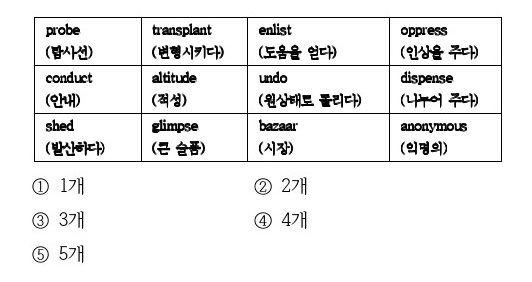 probe transplant enlist oppress
(탐사선) (변형시키다) (도움을 얻다) (인상을 주다)
conduct altitude undo dispense
(안내) (적성) (원상태로 돌리다) (나누어 주다)
shed glimpse bazaar anonymous
(발산하다) (큰 슬픔) (시장) (익명의)
① 1개 ② 2개
③ 3개 ④ 4개
⑤ 5개